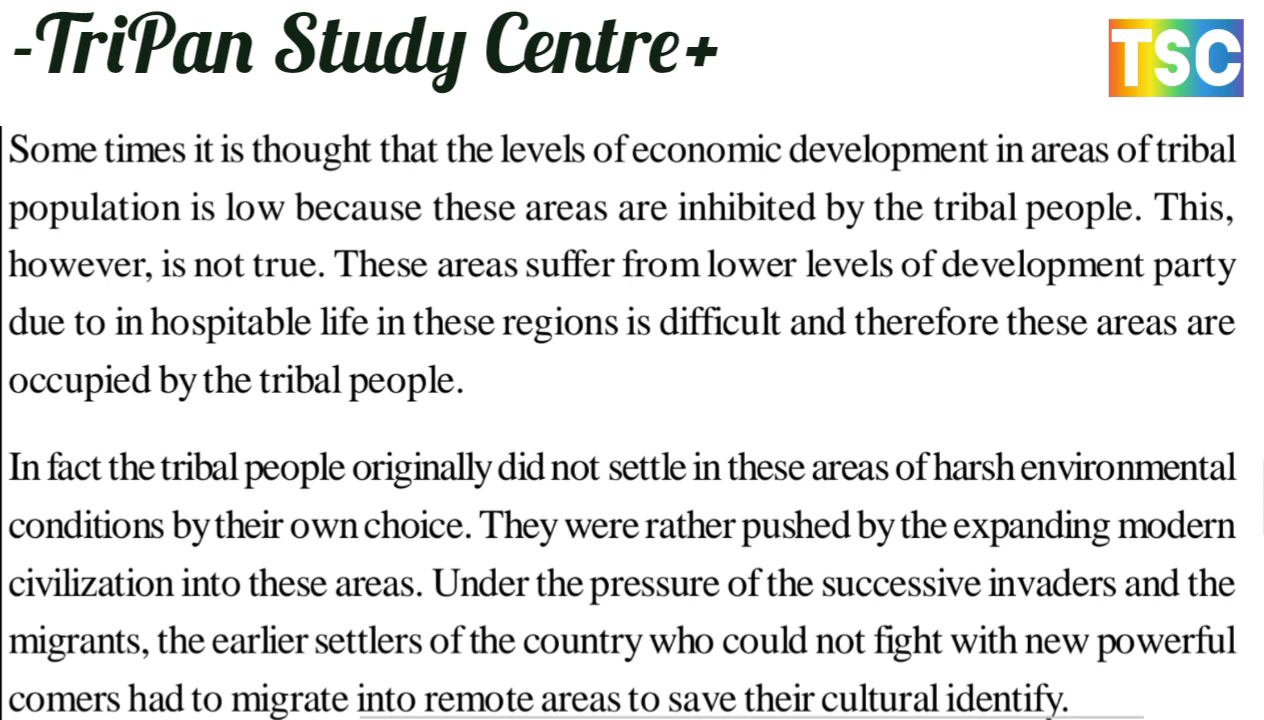 -TriPan Study Centre+
TSC
Some times it is thought that the levels of economic development in areas of tribal
population is low because these areas are inhibited by the tribal people. This,
however, is not true. These areas suffer from lower levels of development party
due to in hospitable life in these regions is difficult and therefore these areas are
occupied by the tribal people.
In fact the tribal people originally did not settle in these areas of harsh environmental
conditions by their own choice. They were rather pushed by the expanding modern
civilization into these areas. Under the pressure of the successive invaders and the
migrants, the earlier settlers of the country who could not fight with new powerful
comers had to migrate into remote areas to save their cultural identify.